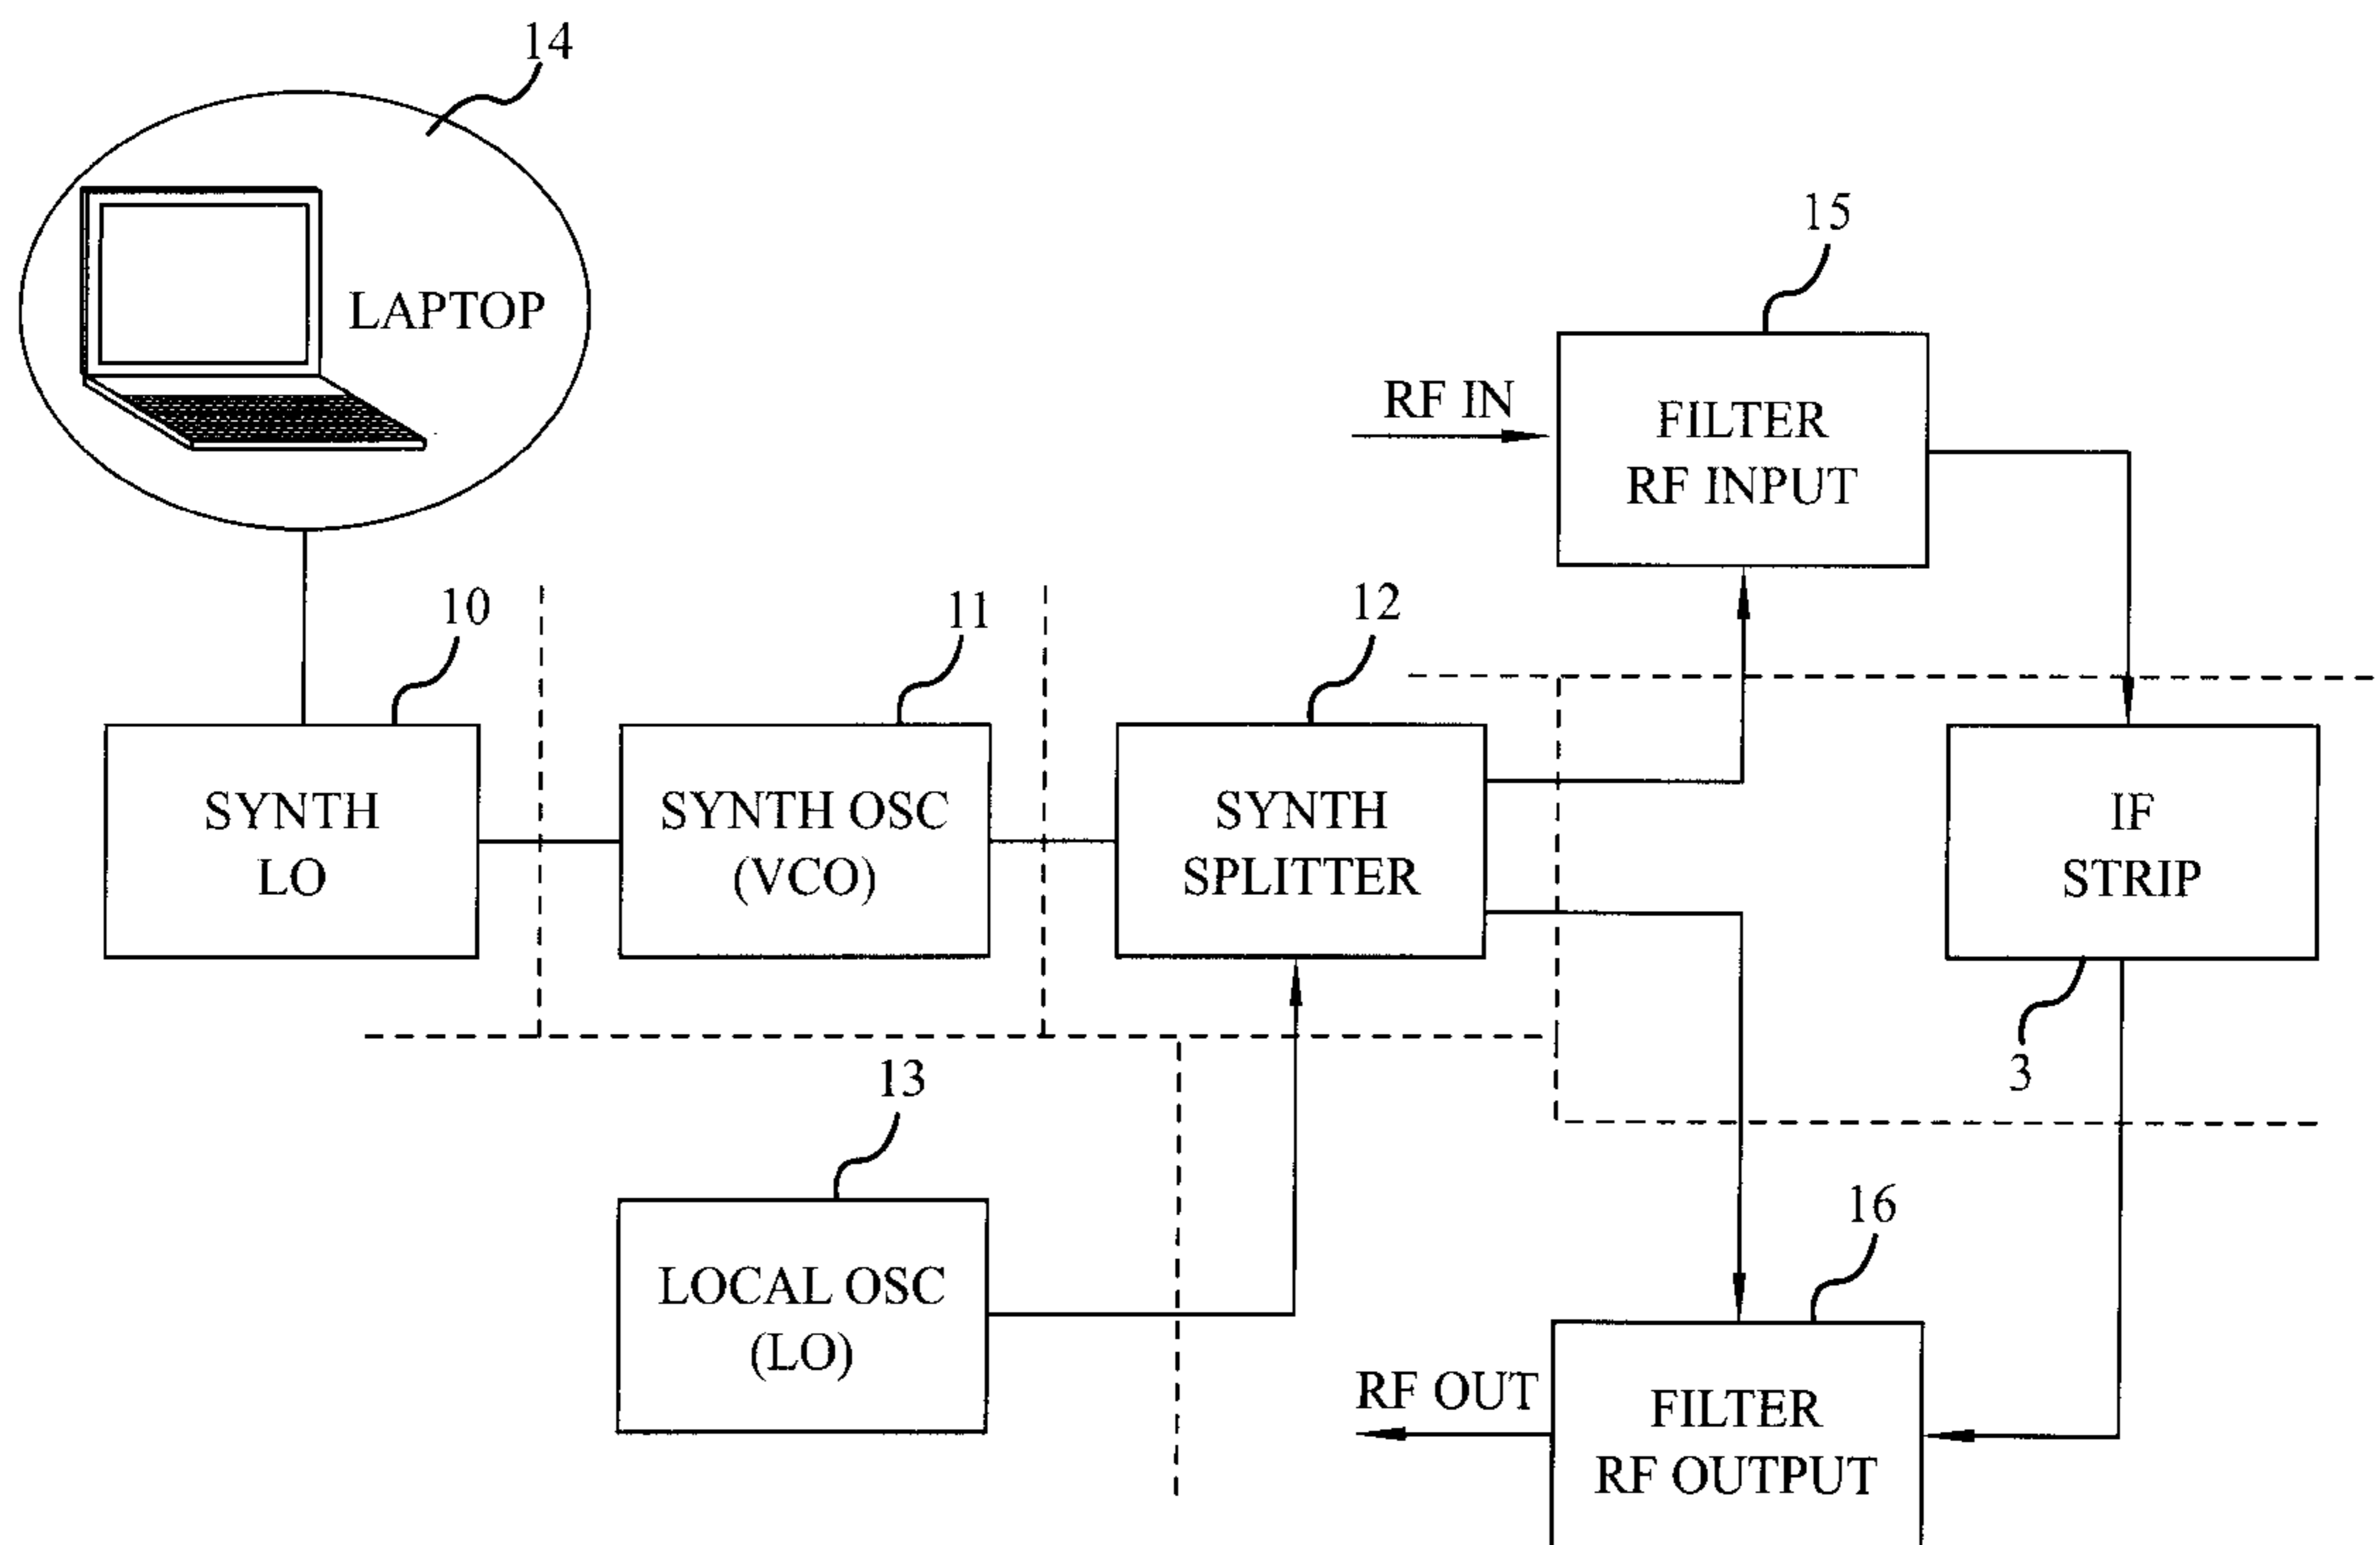 14
LAPTOP
15
RF IN
FILTER
RF INPUT
10
11
12
SYNTH
LO
SYNTH OSC
(VCO)
SYNTH
SPLITTER
IF
STRIP
3
13
LOCAL OSC
(LO)
16
RF OUT
FILTER
RF OUTPUT